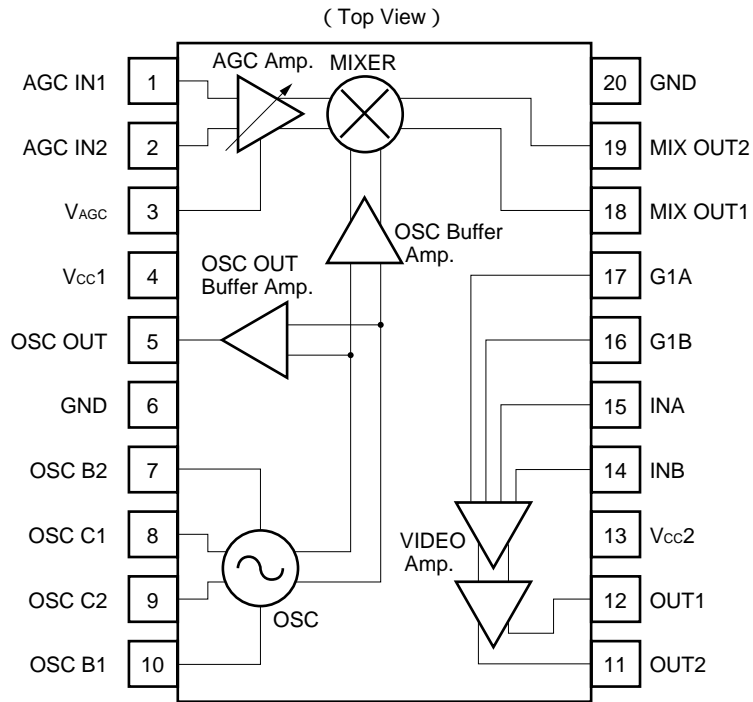 ( Top View )
AGC IN1
1
AGC IN2
2
VAGC
3
VCC1
4
OSC OUT
5
GND
6
OSC B2
7
OSC C1
8
OSC C2
9
OSC B1
10
AGC Amp.
MIXER
OSC Buffer
Amp.
OSC OUT
Buffer Amp.
OSC
VIDEO
Amp.
20
GND
19
MIX OUT2
18
MIX OUT1
17
G1A
16
G1B
15
INA
14
INB
13
VCC2
12
OUT1
11
OUT2